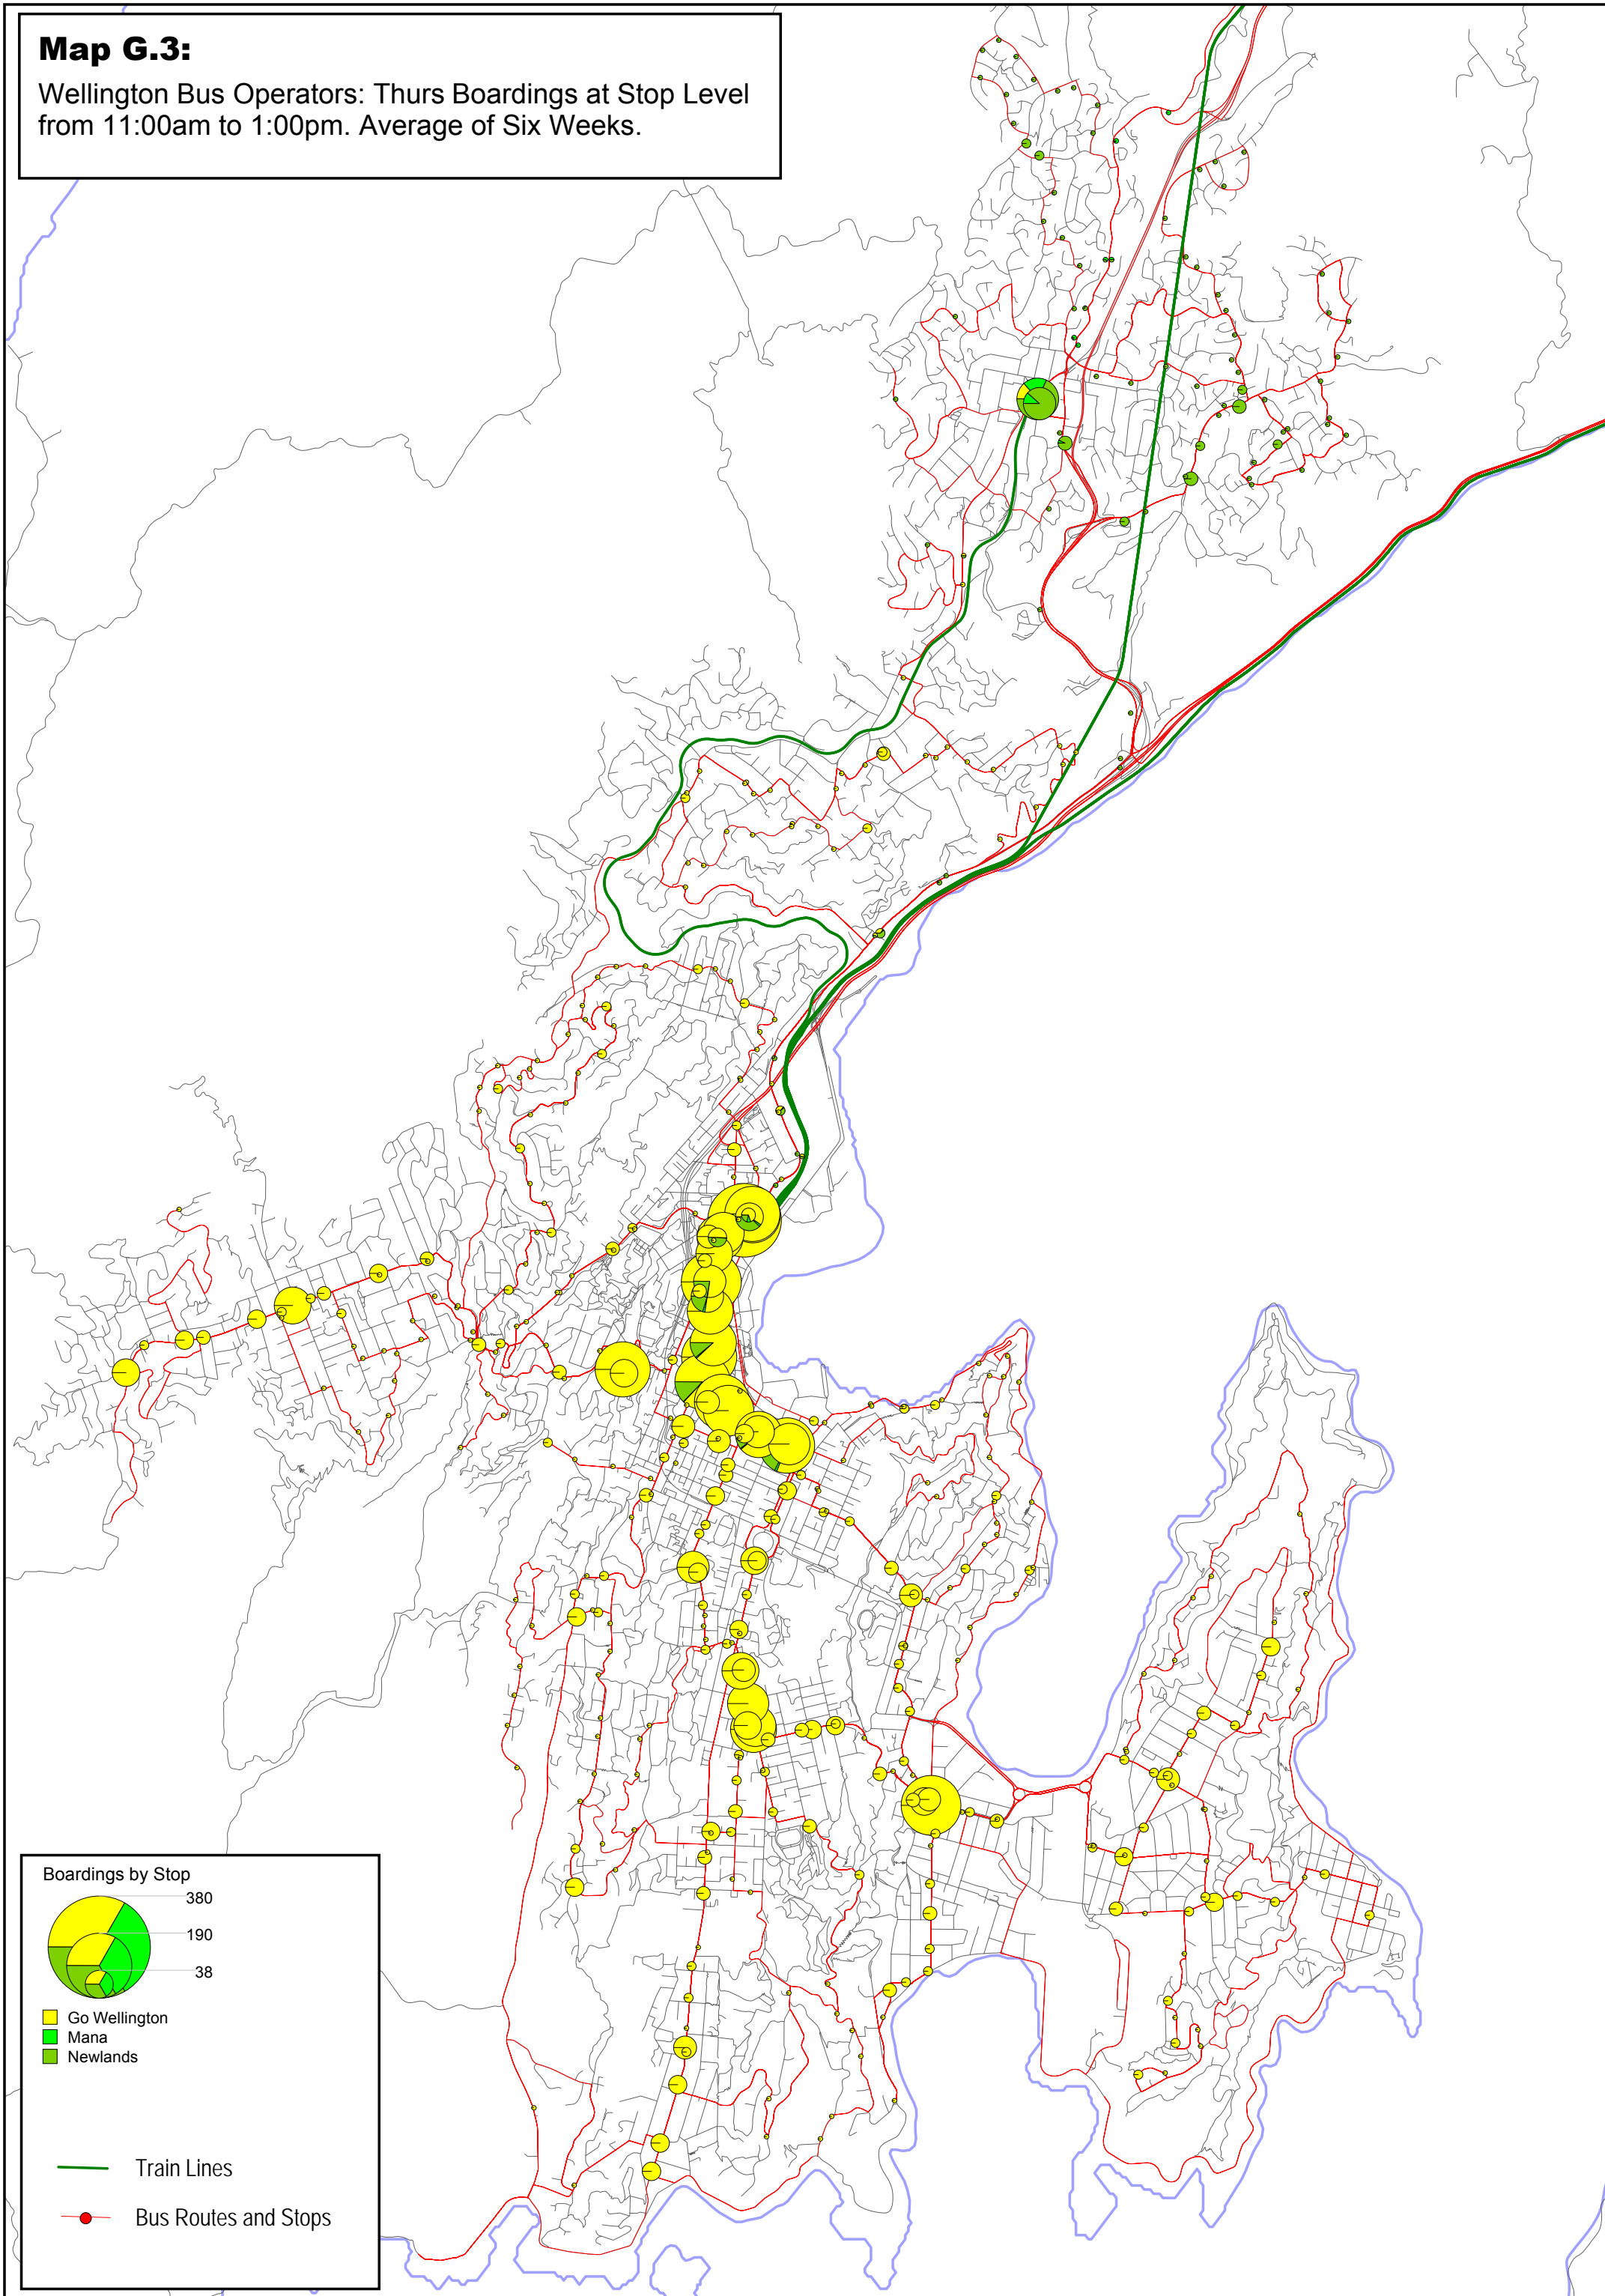 Map G.3:
Wellington Bus Operators: Thurs Boardings at Stop Level
from 11:00am to 1:00pm. Average of Six Weeks.
Boardings by Stop
380
190
38
Go Wellington
Mana
Newlands
Train Lines
Bus Routes and Stops